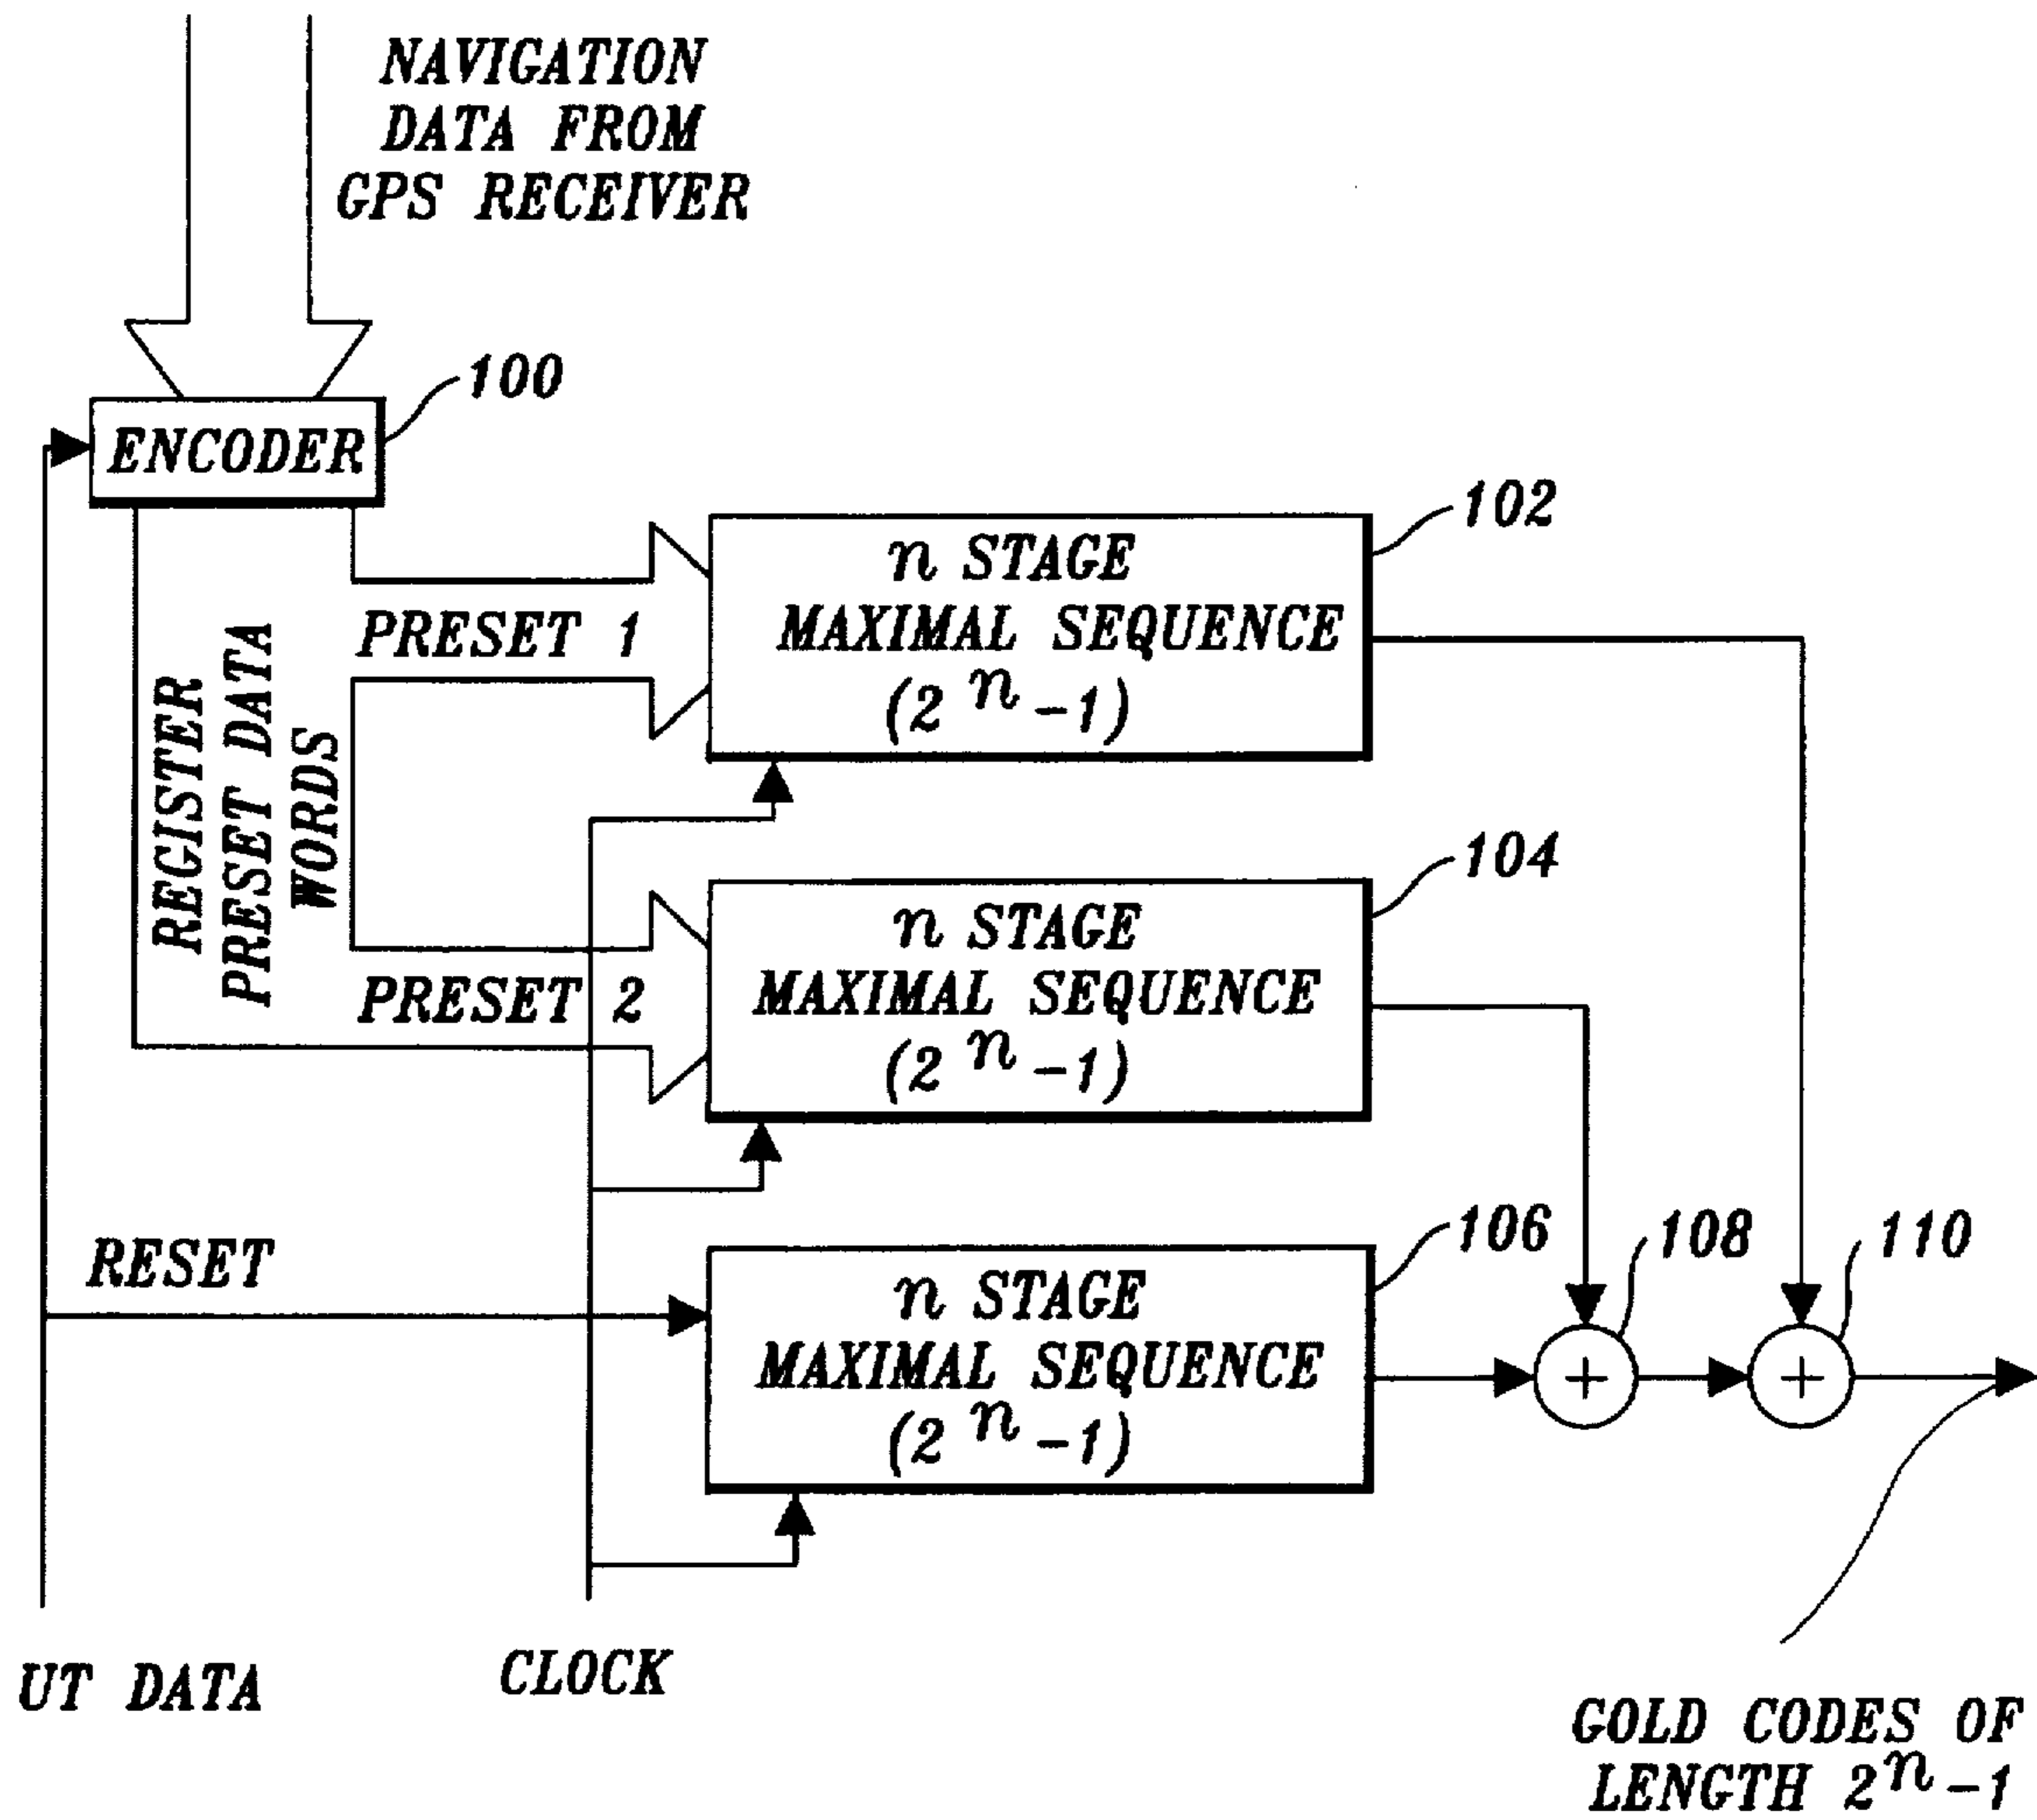 NAVIGATION
DATA FROM
GPS RECEIVER
100
ENCODER
102
n STAGE
MAXIMAL SEQUENCE
(2^n-1)
PRESET 1
REGISTER
PRESET DATA
WORDS
104
n STAGE
MAXIMAL SEQUENCE
(2^n-1)
PRESET 2
RESET
106
n STAGE
MAXIMAL SEQUENCE
(2^n-1)
108
110
+
+
UT DATA
CLOCK
GOLD CODES OF
LENGTH 2^n-1